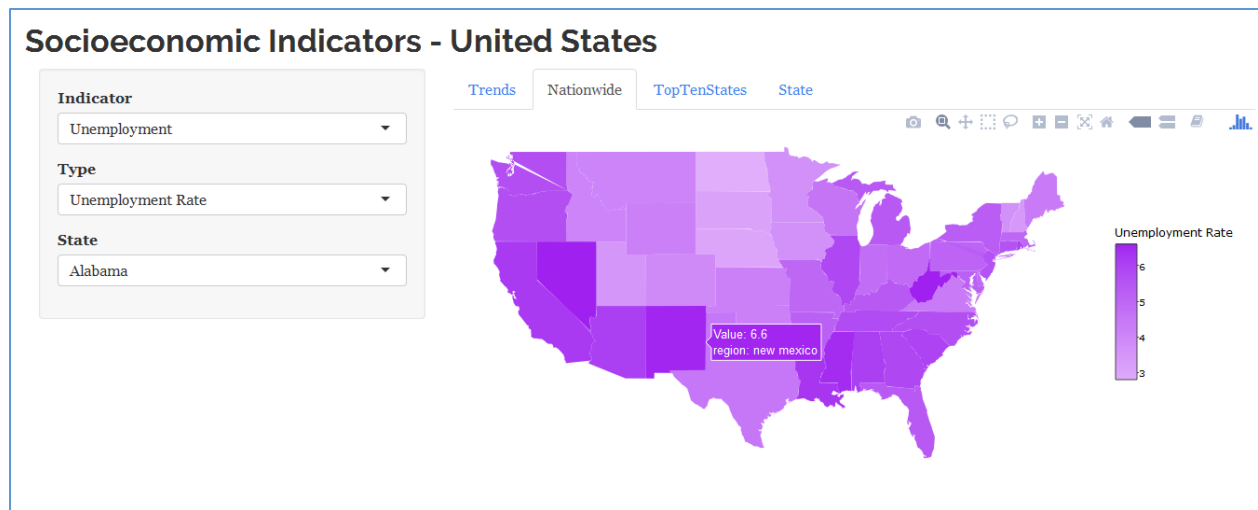 Socioeconomic Indicators - United States
Indicator
Unemployment
Type
Unemployment Rate
State
Alabama
Trends Nationwide TopTenStates State
Value: 6.6
region: new mexico
Unemployment Rate
6
5
4
3